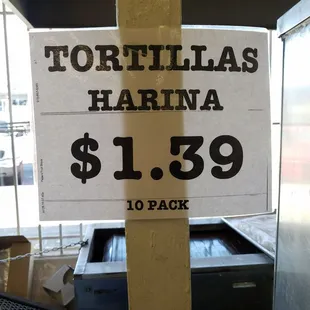 TORTILLAS
HARINA
$1.39
10 PACK